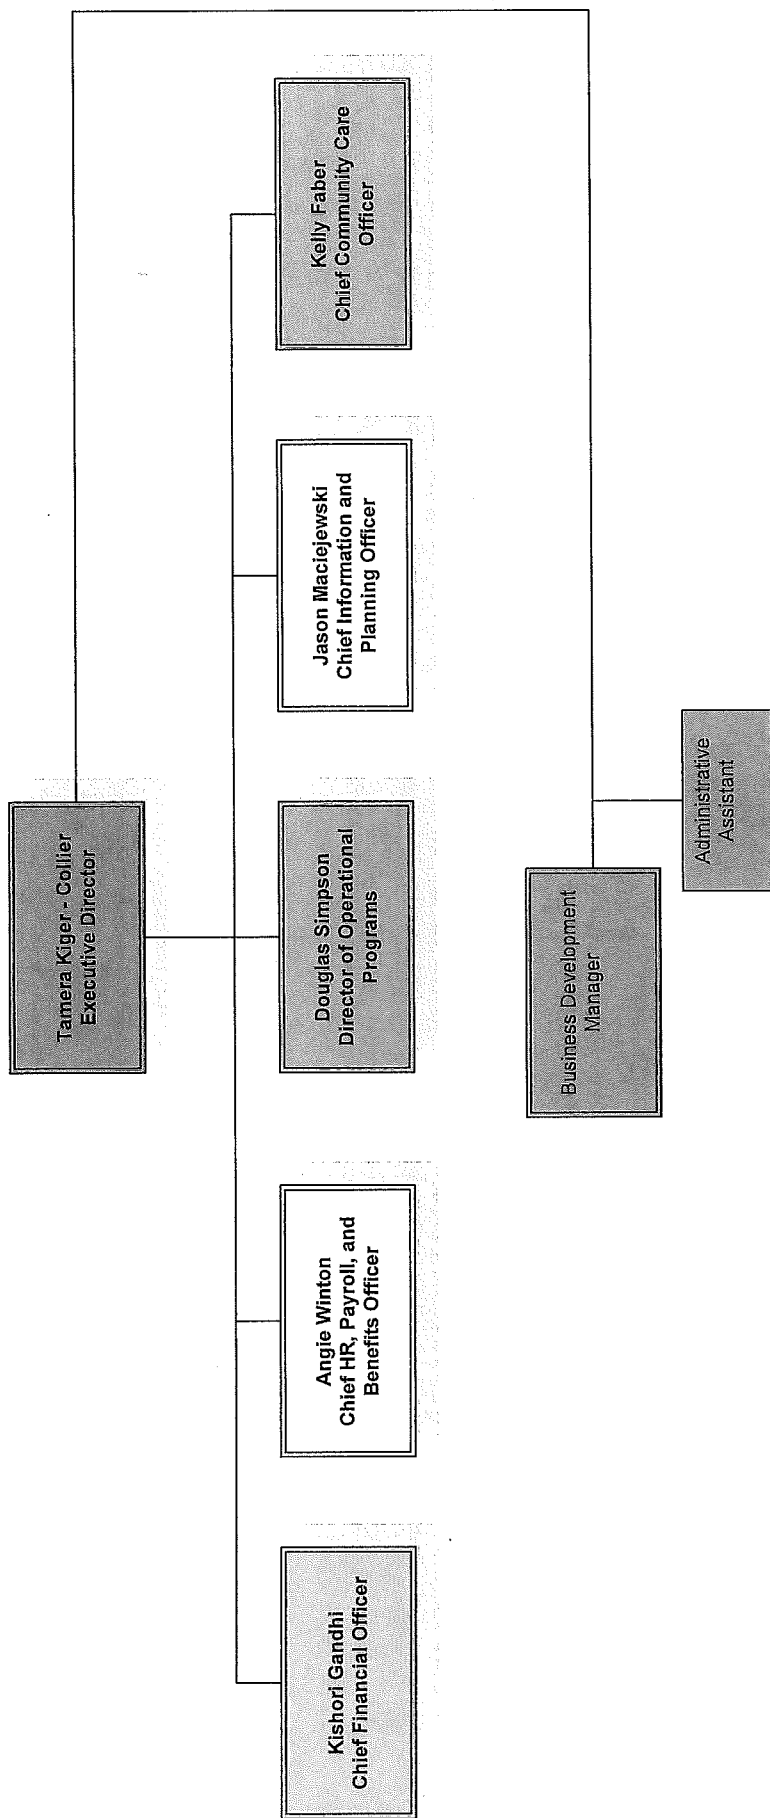 Tamera Kiger - Collier
Executive Director
Kishori Gandhi
Chief Financial Officer
Angie Winton
Chief HR, Payroll, and
Benefits Officer
Douglas Simpson
Director of Operational
Programs
Jason Maciejewski
Chief Information and
Planning Officer
Kelly Faber
Chief Community Care
Officer
Business Development
Manager
Administrative
Assistant